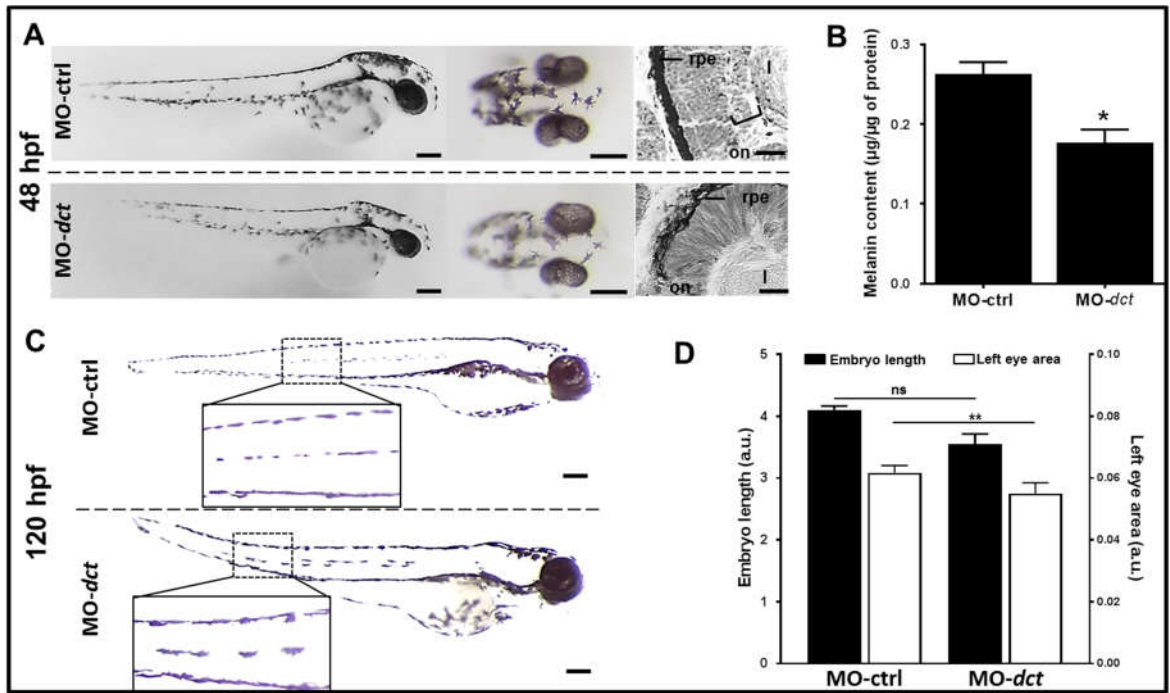 A
48 hpf
MO-ctrl
rpe
l
on
MO-dct
rpe
l
on
B
Melanin content (µg/µg of protein)
0.3
0.2
0.1
0.0
*
MO-ctrl
MO-dct
C
120 hpf
MO-ctrl
MO-dct
D
Embryo length
Left eye area
ns
**
Embryo length (a.u.)
5
4
3
2
1
0
Left eye area (a.u.)
0.10
0.08
0.06
0.04
0.02
0.00
MO-ctrl
MO-dct